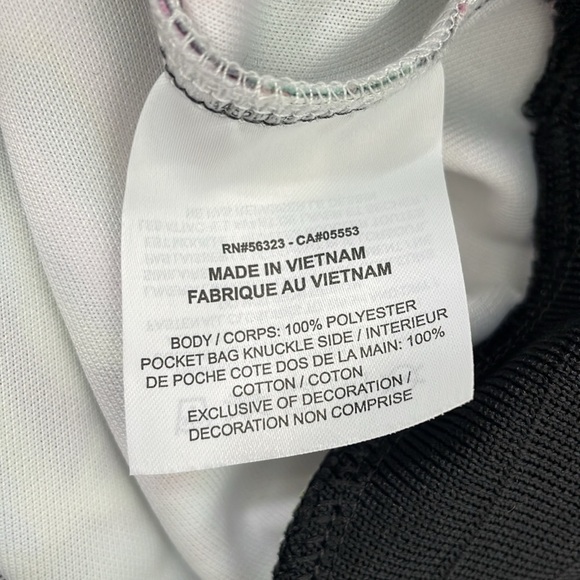 RN#56323 - CA#05553
MADE IN VIETNAM
FABRIQUE AU VIETNAM
BODY / CORPS: 100% POLYESTER
POCKET BAG KNUCKLE SIDE / INTERIEUR
DE POCHE COTE DOS DE LA MAIN: 100%
COTTON / COTON
EXCLUSIVE OF DECORATION /
DECORATION NON COMPRISE